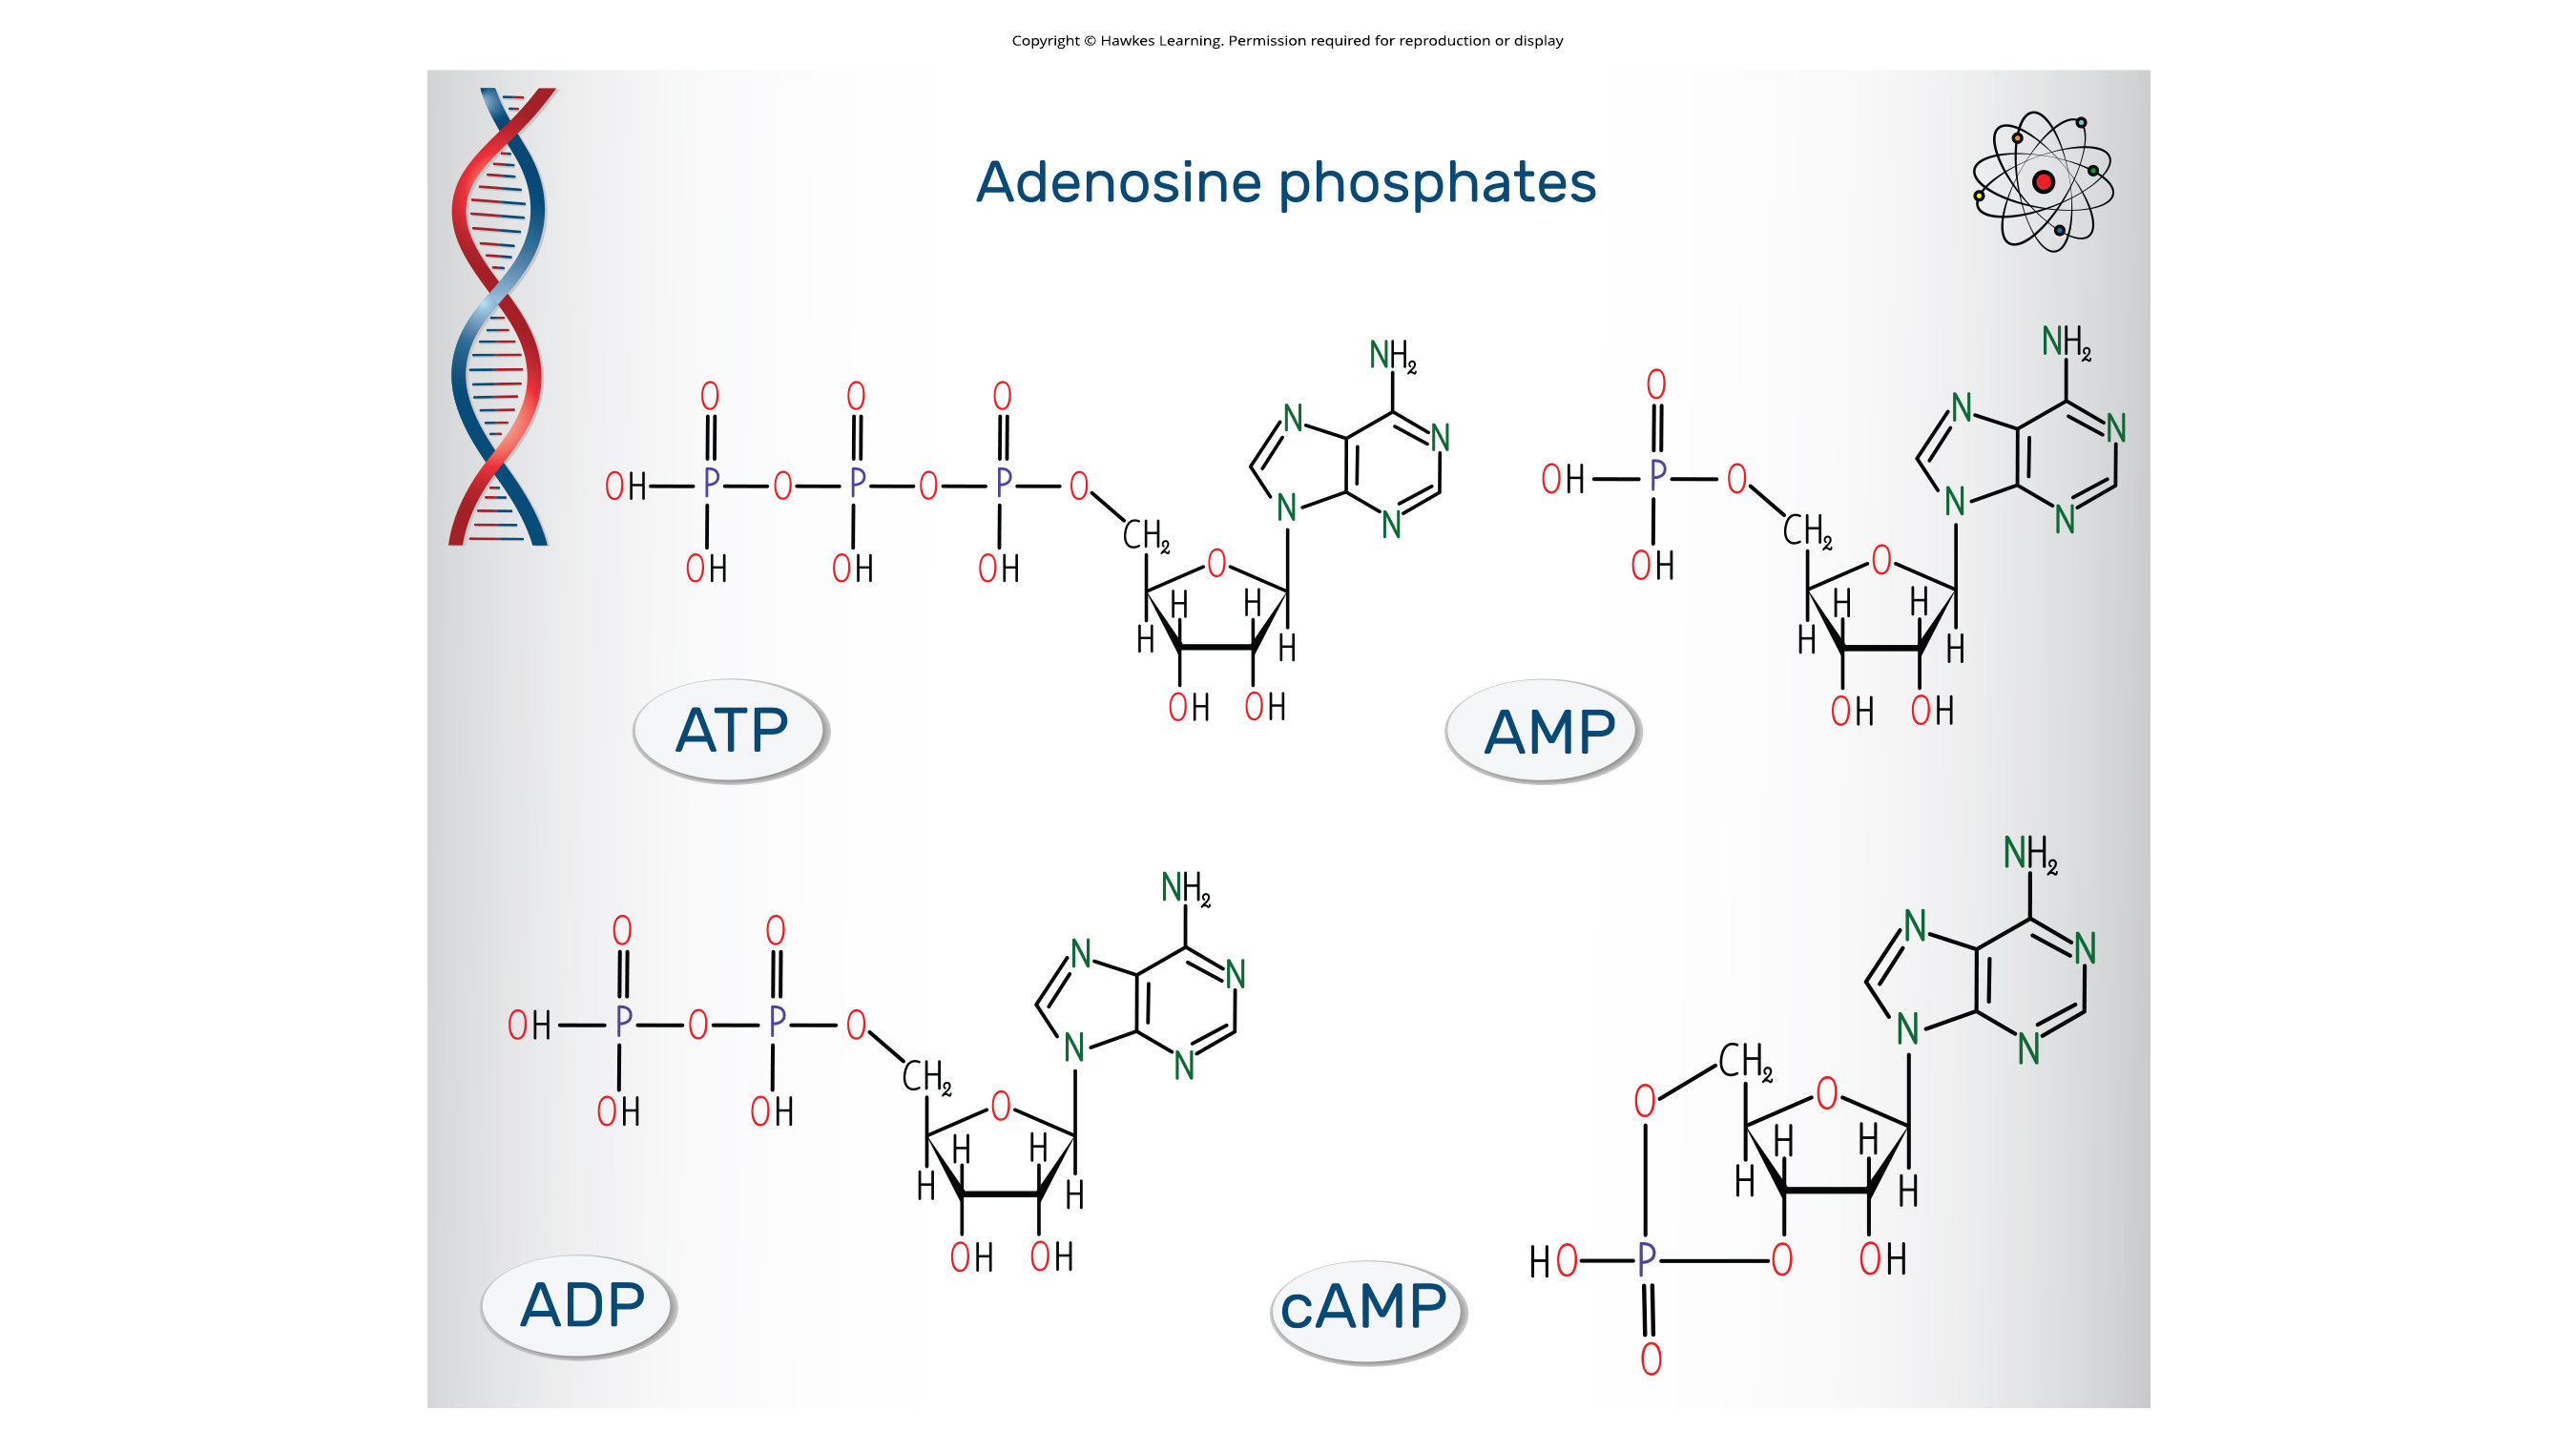 Copyright © Hawkes Learning. Permission required for reproduction or display
Adenosine phosphates
NH₂
O O O N N
OH P O P O P O N N
CH₂
OH OH OH O
H H
H H
OH OH
ATP
NH₂
O N N
OH P O N N
CH₂
OH O
H H
H H
OH OH
AMP
NH₂
O O N N
OH P O P O N N
CH₂
OH OH O
H H
H H
OH OH
ADP
NH₂
N N
N N
CH₂
O O
H H
H H
HO P O OH
O
cAMP